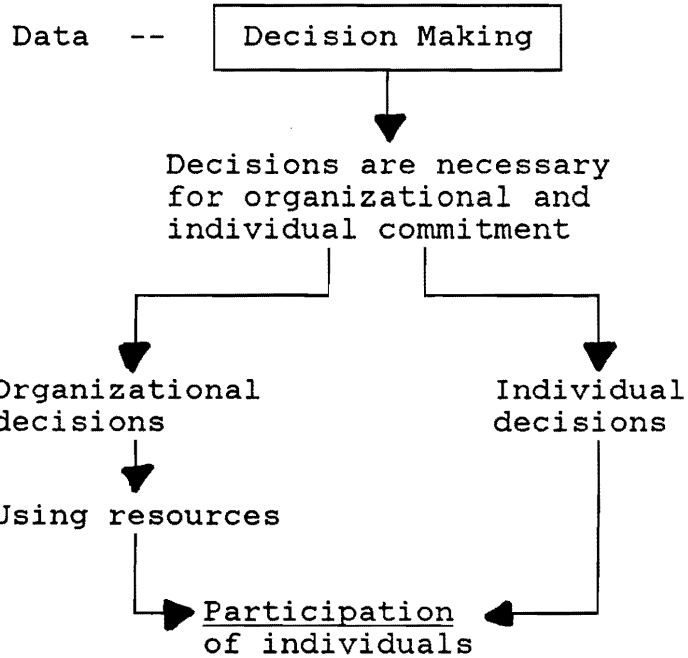 Data -- Decision Making
Decisions are necessary
for organizational and
individual commitment
Organizational
decisions
Individual
decisions
Using resources
Participation
of individuals